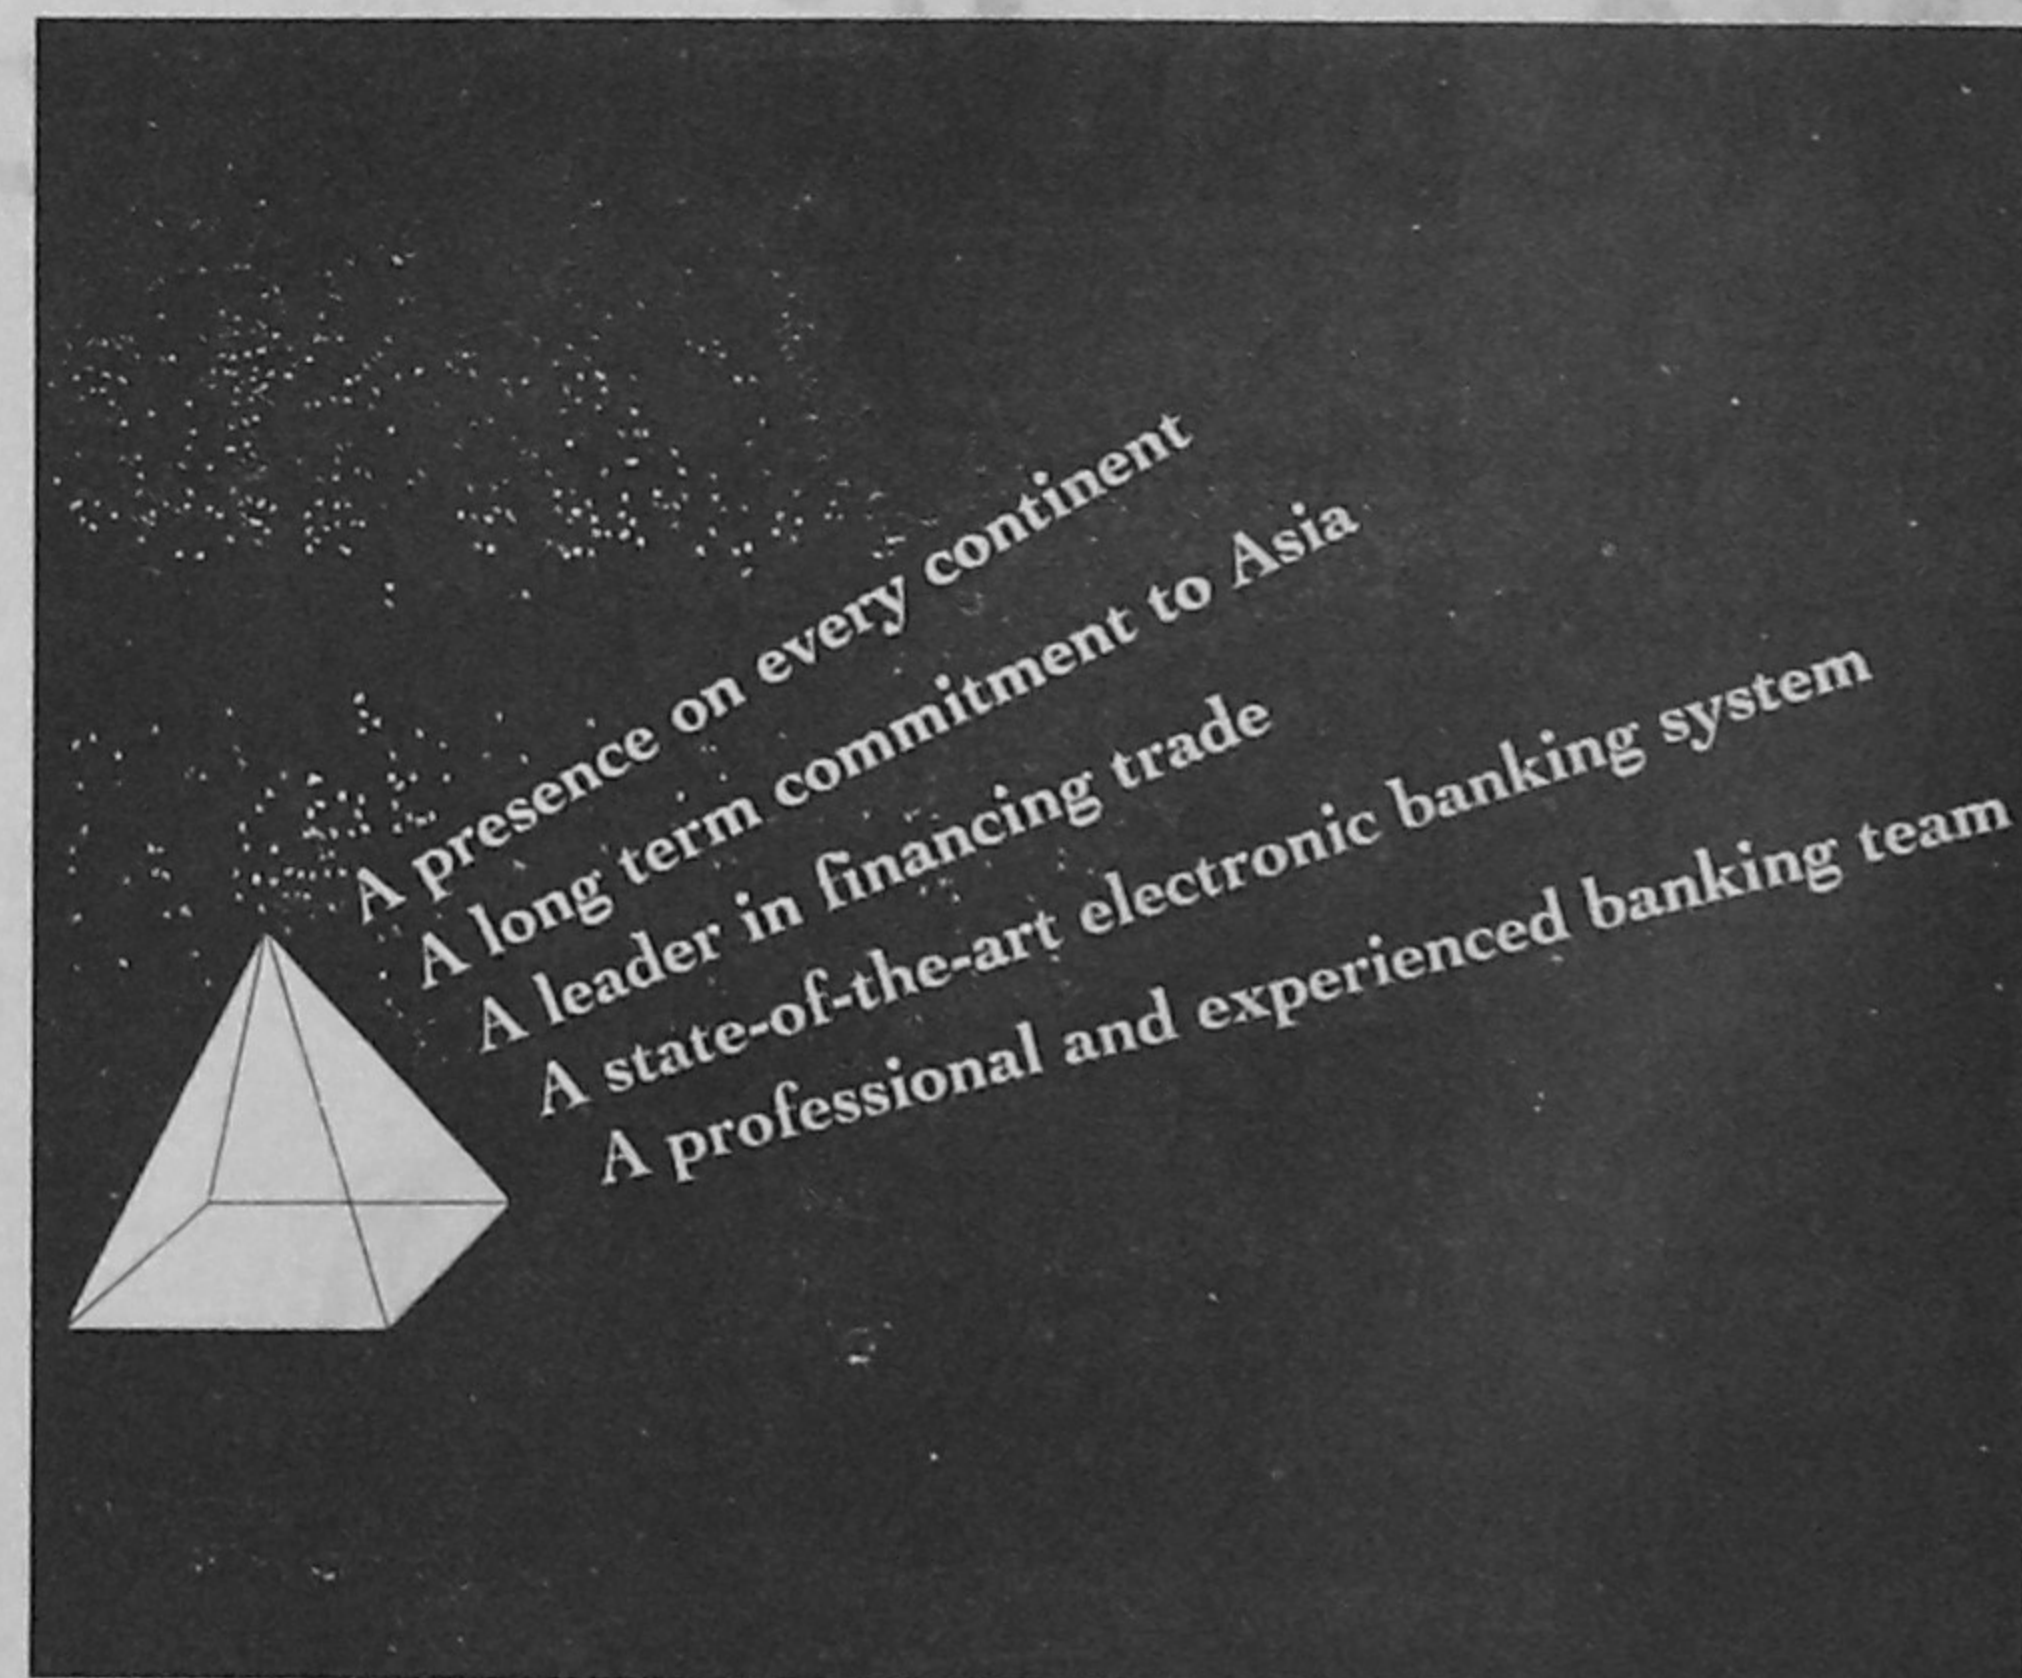 A presence on every continent
A long term commitment to Asia
A leader in financing trade
A state-of-the-art electronic banking system
A professional and experienced banking team